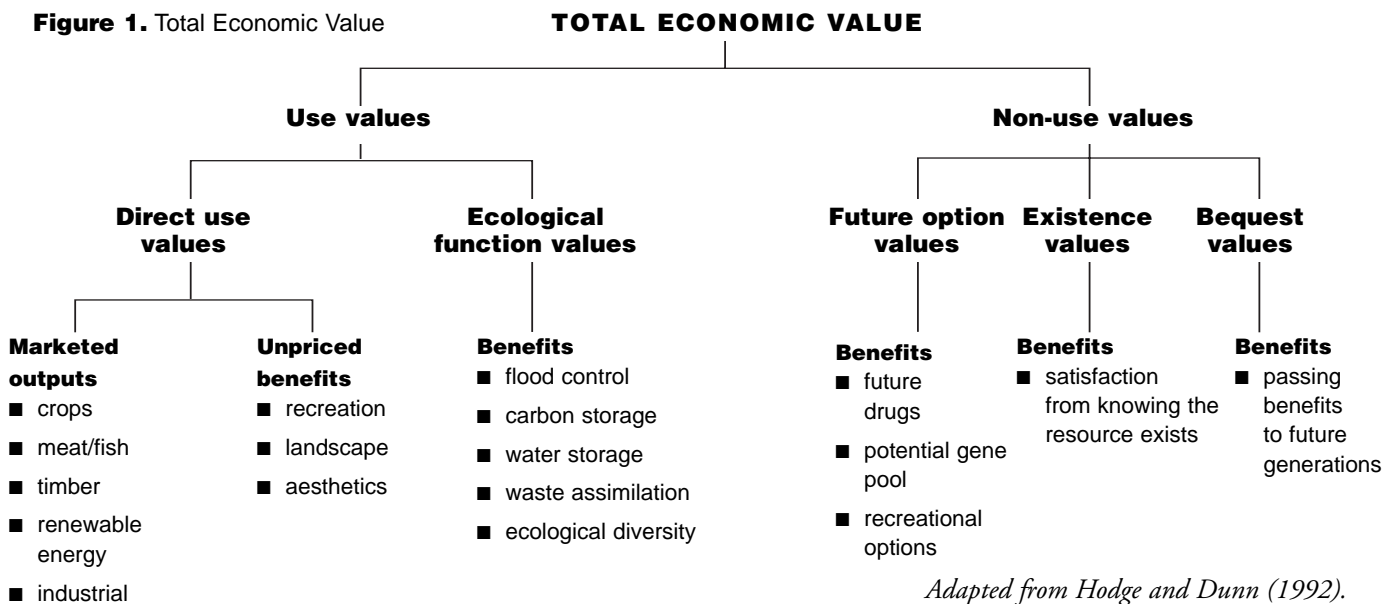 Figure 1. Total Economic Value
TOTAL ECONOMIC VALUE
Use values
Non-use values
Direct use
values
Ecological
function values
Future option
values
Existence
values
Bequest
values
Marketed
outputs
■ crops
■ meat/fish
■ timber
■ renewable
energy
■ industrial
Unpriced
benefits
■ recreation
■ landscape
■ aesthetics
Benefits
■ flood control
■ carbon storage
■ water storage
■ waste assimilation
■ ecological diversity
Benefits
■ future
drugs
■ potential gene
pool
■ recreational
options
Benefits
■ satisfaction
from knowing the
resource exists
Benefits
■ passing
benefits
to future
generations
Adapted from Hodge and Dunn (1992).